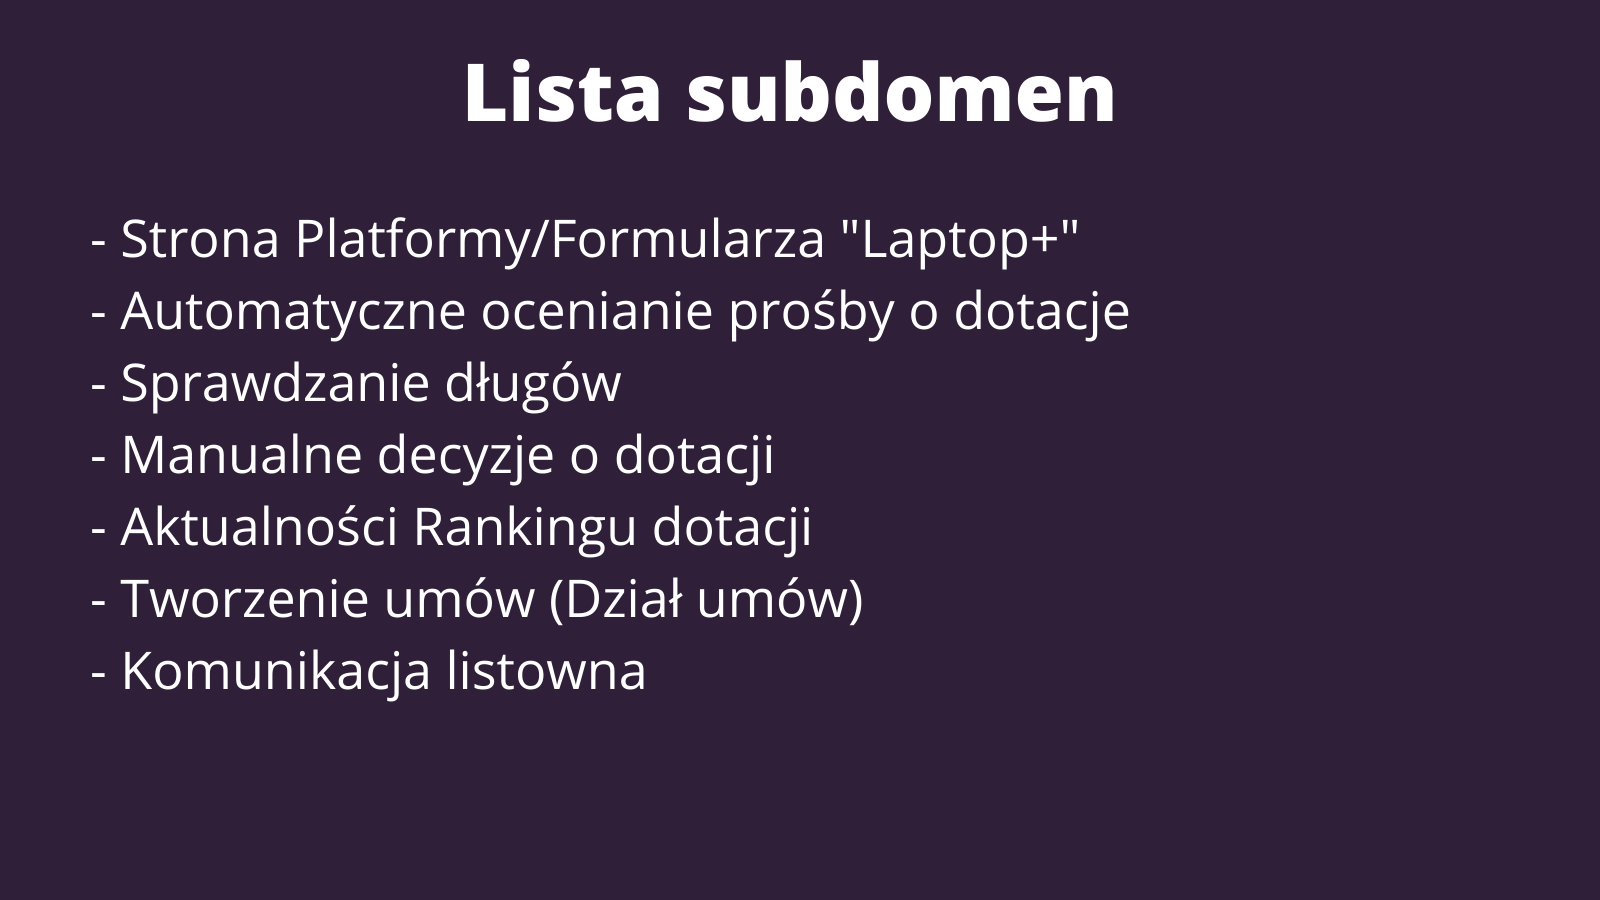 Lista subdomen
- Strona Platformy/Formularza "Laptop+"
- Automatyczne ocenianie prośby o dotacje
- Sprawdzanie długów
- Manualne decyzje o dotacji
- Aktualności Rankingu dotacji
- Tworzenie umów (Dział umów)
- Komunikacja listowna